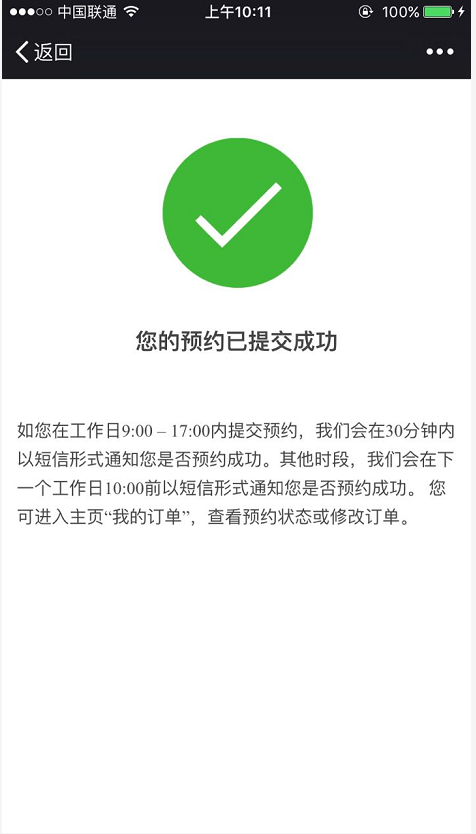 中国联通 上午10:11 100%
返回
您的预约已提交成功
如您在工作日9:00 – 17:00内提交预约，我们会在30分钟内
以短信形式通知您是否预约成功。其他时段，我们会在下
一个工作日10:00前以短信形式通知您是否预约成功。 您
可进入主页“我的订单”，查看预约状态或修改订单。